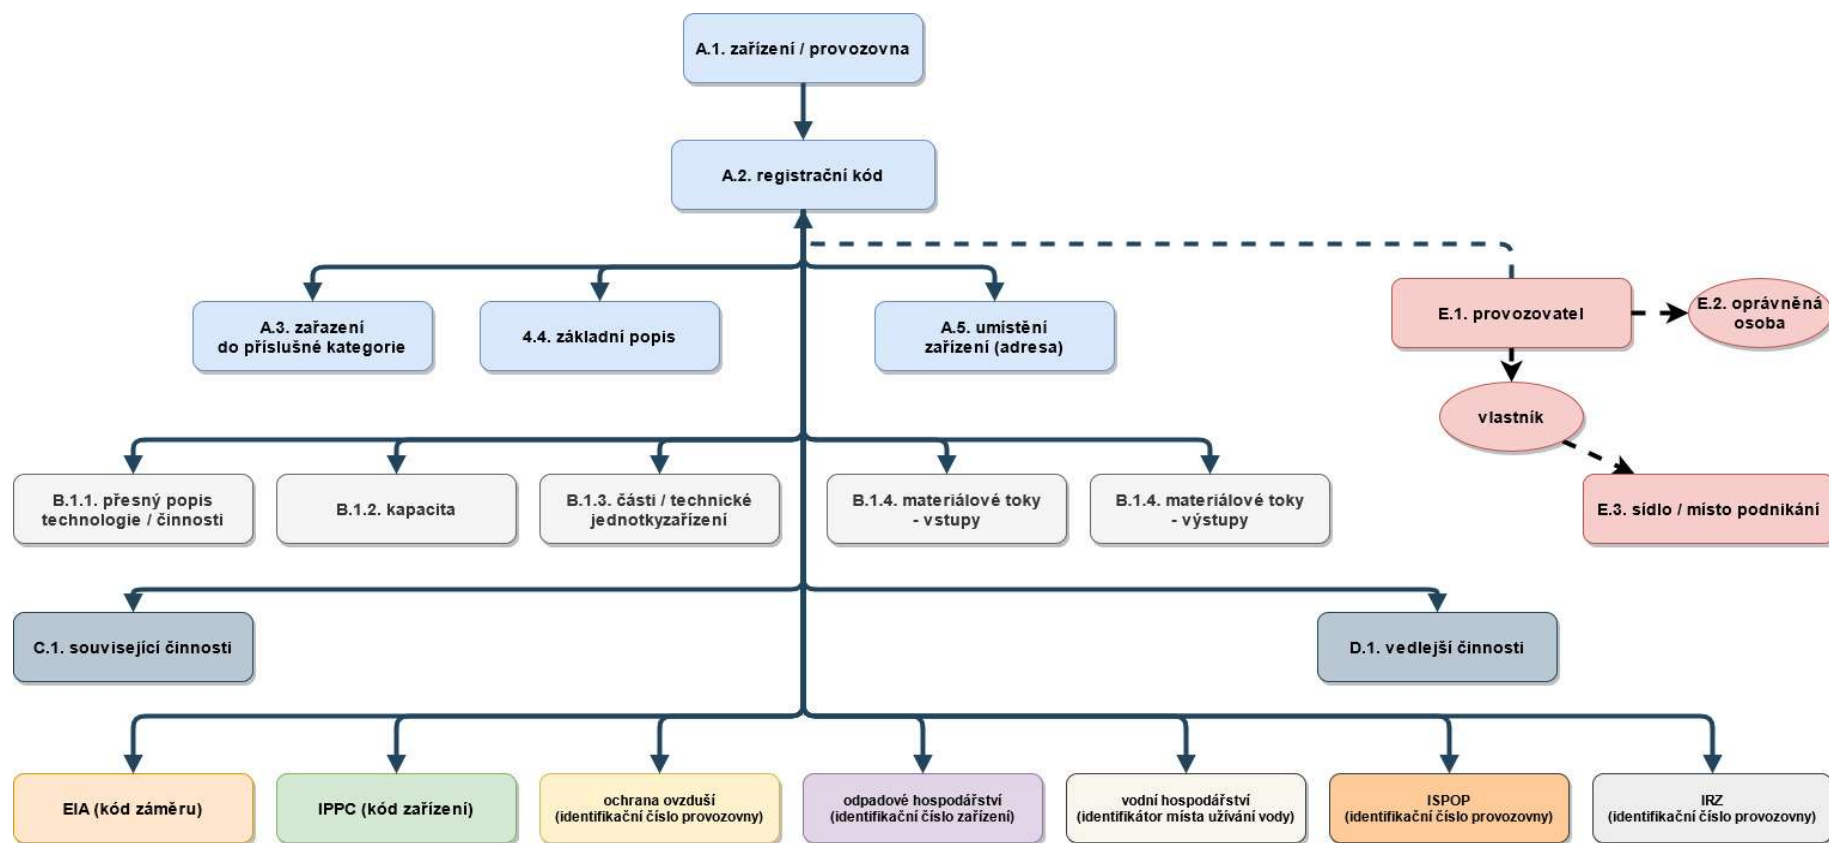 A.1. zařízení / provozovna
A.2. registrační kód
A.3. zařazení
do příslušné kategorie
4.4. základní popis
A.5. umístění
zařízení (adresa)
E.1. provozovatel
E.2. oprávněná
osoba
vlastník
E.3. sídlo / místo podnikání
B.1.1. přesný popis
technologie / činnosti
B.1.2. kapacita
B.1.3. části / technické
jednotkyzařízení
B.1.4. materiálové toky
- vstupy
B.1.4. materiálové toky
- výstupy
C.1. související činnosti
D.1. vedlejší činnosti
EIA (kód záměru)
IPPC (kód zařízení)
ochrana ovzduší
(identifikační číslo provozovny)
odpadové hospodářství
(identifikační číslo zařízení)
vodní hospodářství
(identifikátor místa užívání vody)
ISPOP
(identifikační číslo provozovny)
IRZ
(identifikační číslo provozovny)